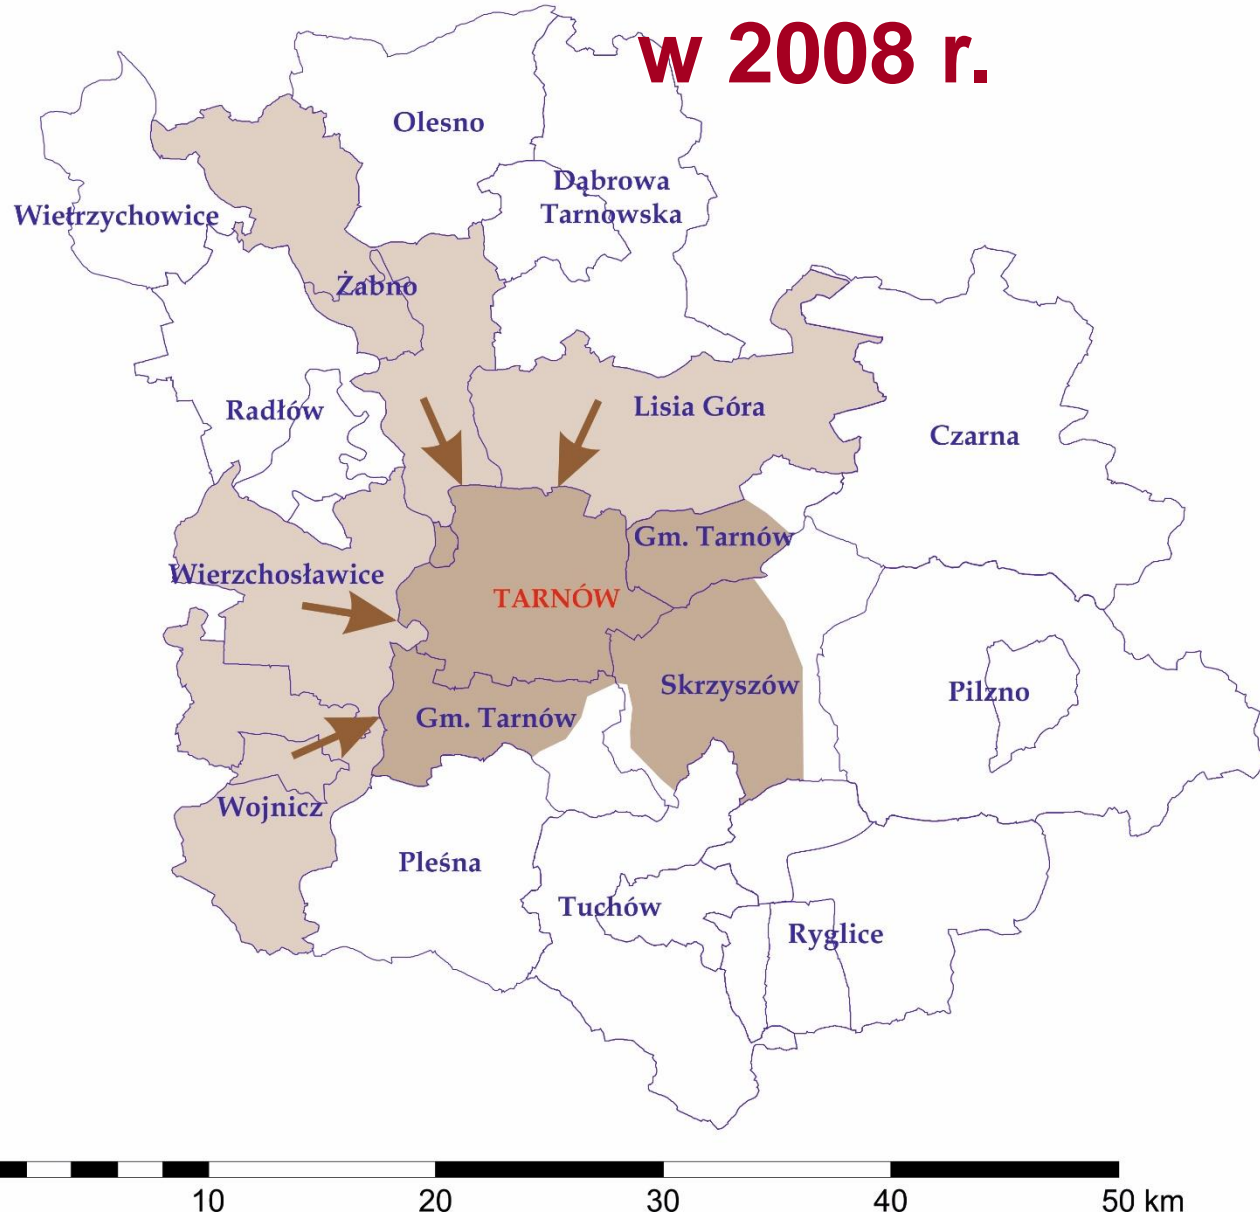 w 2008 r.
Olesno
Dąbrowa
Tarnowska
Wietrzychowice
Żabno
Radłów
Lisia Góra
Czarna
Gm. Tarnów
Wierzchosławice
TARNÓW
Skrzyszów
Pilzno
Gm. Tarnów
Wojnicz
Pleśna
Tuchów
Ryglice
10 20 30 40 50 km